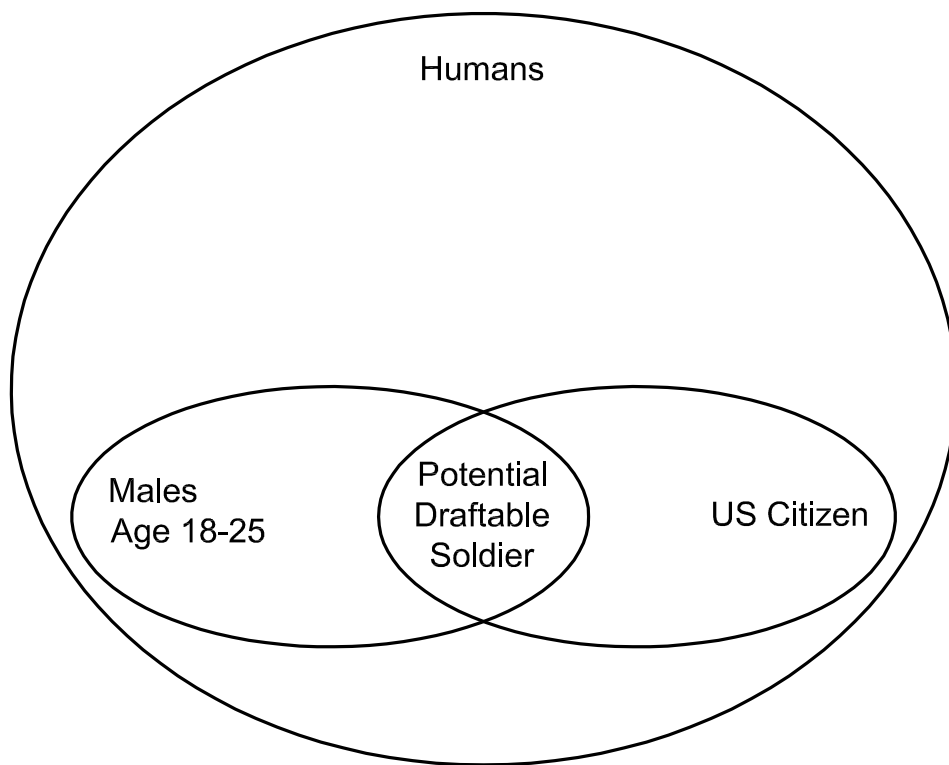 Humans
Males
Age 18-25
Potential
Draftable
Soldier
US Citizen